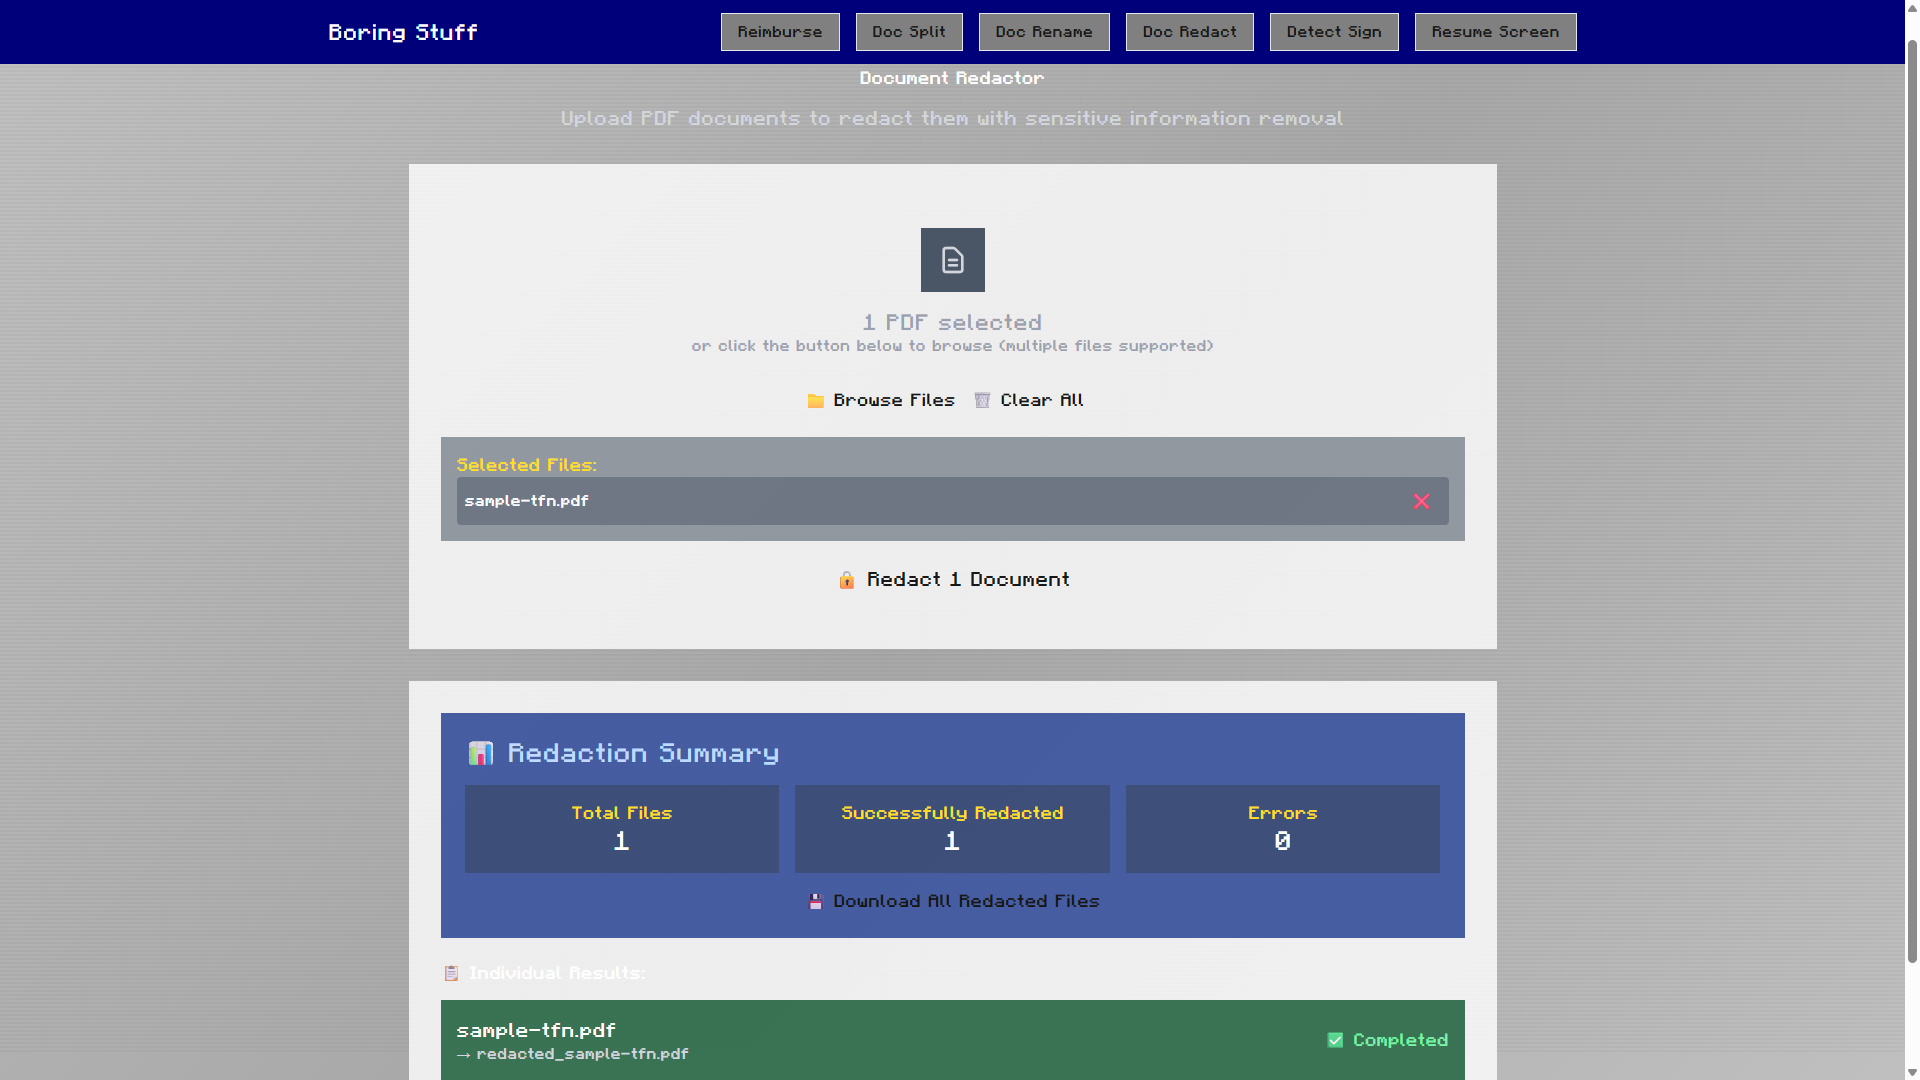 Boring Stuff
Reimburse
Doc Split
Doc Rename
Doc Redact
Detect Sign
Resume Screen
Document Redactor
Upload PDF documents to redact them with sensitive information removal
1 PDF selected
or click the button below to browse (multiple files supported)
Browse Files
Clear All
Selected Files:
sample-tfn.pdf
Redact 1 Document
Redaction Summary
Total Files
1
Successfully Redacted
1
Errors
0
Download All Redacted Files
Individual Results:
sample-tfn.pdf
→ redacted_sample-tfn.pdf
Completed